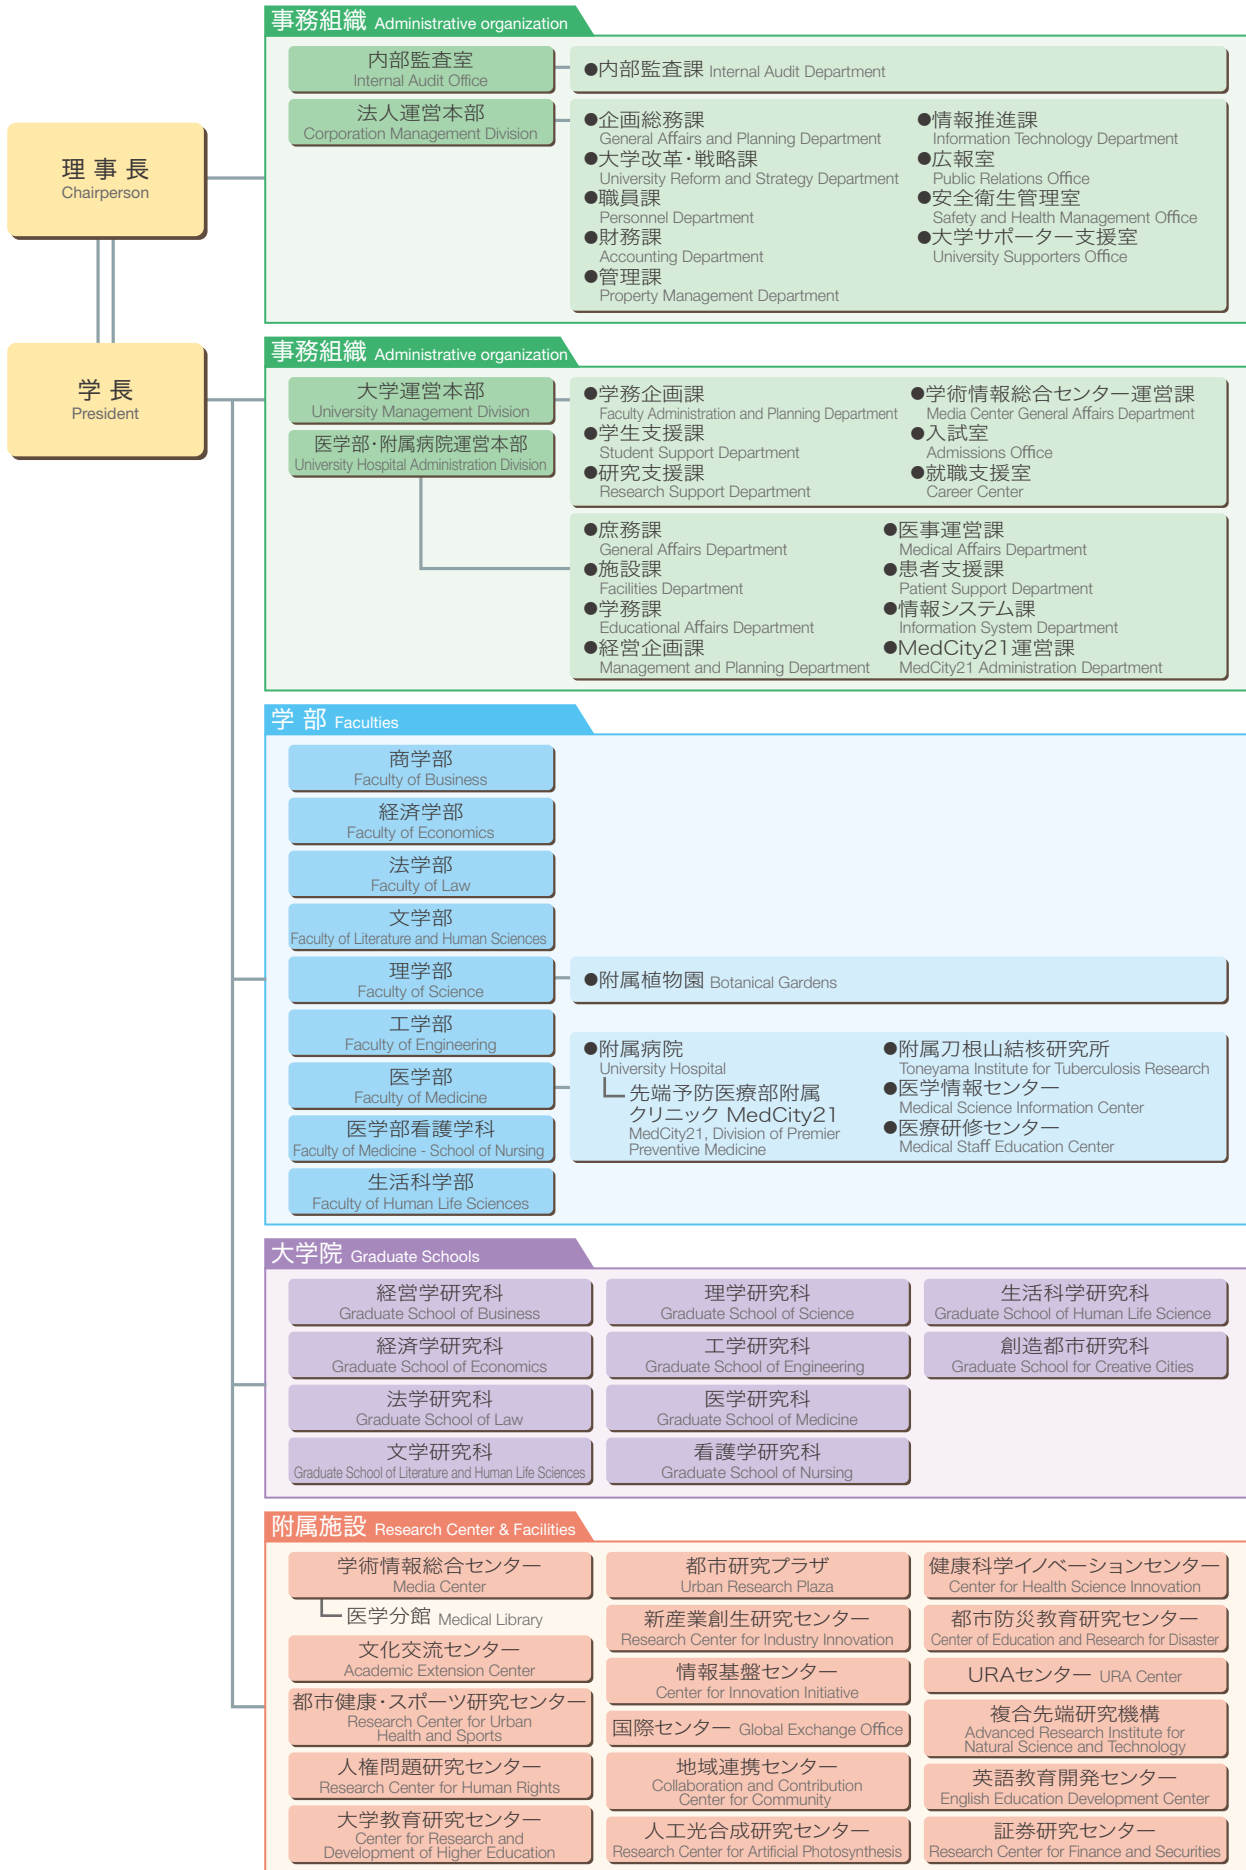 理事長
Chairperson
学長
President
事務組織 Administrative organization
内部監査室
Internal Audit Office
●内部監査課 Internal Audit Department
法人運営本部
Corporation Management Division
●企画総務課
General Affairs and Planning Department
●大学改革・戦略課
University Reform and Strategy Department
●職員課
Personnel Department
●財務課
Accounting Department
●管理課
Property Management Department
●情報推進課
Information Technology Department
●広報室
Public Relations Office
●安全衛生管理室
Safety and Health Management Office
●大学サポーター支援室
University Supporters Office
事務組織 Administrative organization
大学運営本部
University Management Division
医学部・附属病院運営本部
University Hospital Administration Division
●学務企画課
Faculty Administration and Planning Department
●学生支援課
Student Support Department
●研究支援課
Research Support Department
●学術情報総合センター運営課
Media Center General Affairs Department
●入試室
Admissions Office
●就職支援室
Career Center
●庶務課
General Affairs Department
●施設課
Facilities Department
●学務課
Educational Affairs Department
●経営企画課
Management and Planning Department
●医事運営課
Medical Affairs Department
●患者支援課
Patient Support Department
●情報システム課
Information System Department
●MedCity21運営課
MedCity21 Administration Department
学部 Faculties
商学部
Faculty of Business
経済学部
Faculty of Economics
法学部
Faculty of Law
文学部
Faculty of Literature and Human Sciences
理学部
Faculty of Science
●附属植物園 Botanical Gardens
工学部
Faculty of Engineering
医学部
Faculty of Medicine
医学部看護学科
Faculty of Medicine - School of Nursing
生活科学部
Faculty of Human Life Sciences
●附属病院
University Hospital
先端予防医療部附属
クリニック MedCity21
MedCity21, Division of Premier
Preventive Medicine
●附属刀根山結核研究所
Toneyama Institute for Tuberculosis Research
●医学情報センター
Medical Science Information Center
●医療研修センター
Medical Staff Education Center
大学院 Graduate Schools
経営学研究科
Graduate School of Business
経済学研究科
Graduate School of Economics
法学研究科
Graduate School of Law
文学研究科
Graduate School of Literature and Human Life Sciences
理学研究科
Graduate School of Science
工学研究科
Graduate School of Engineering
医学研究科
Graduate School of Medicine
看護学研究科
Graduate School of Nursing
生活科学研究科
Graduate School of Human Life Science
創造都市研究科
Graduate School for Creative Cities
附属施設 Research Center & Facilities
学術情報総合センター
Media Center
医学分館 Medical Library
文化交流センター
Academic Extension Center
都市健康・スポーツ研究センター
Research Center for Urban
Health and Sports
人権問題研究センター
Research Center for Human Rights
大学教育研究センター
Center for Research and
Development of Higher Education
都市研究プラザ
Urban Research Plaza
新産業創生研究センター
Research Center for Industry Innovation
情報基盤センター
Center for Innovation Initiative
国際センター Global Exchange Office
地域連携センター
Collaboration and Contribution
Center for Community
人工光合成研究センター
Research Center for Artificial Photosynthesis
健康科学イノベーションセンター
Center for Health Science Innovation
都市防災教育研究センター
Center of Education and Research for Disaster
URAセンター URA Center
複合先端研究機構
Advanced Research Institute for
Natural Science and Technology
英語教育開発センター
English Education Development Center
証券研究センター
Research Center for Finance and Securities